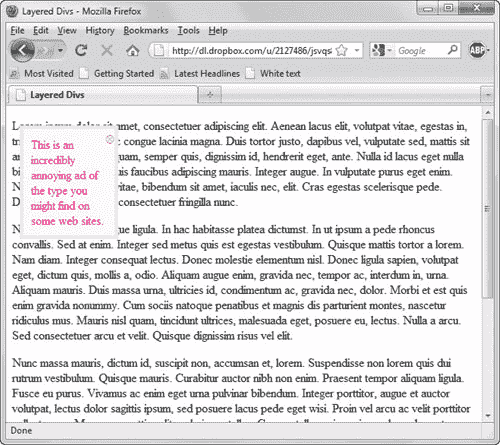 Layered Divs - Mozilla Firefox
File Edit View History Bookmarks Tools Help
http://dl.dropbox.com/u/2127486/jsvqs
Google
ABP
Most Visited Getting Started Latest Headlines White text
Layered Divs
Lorem ipsum dolor sit amet, consectetuer adipiscing elit. Aenean lacus elit, volutpat vitae, egestas in,
congue lacinia magna. Duis tortor justo, dapibus vel, vulputate sed, mattis sit
quam, semper quis, dignissim id, hendrerit eget, ante. Nulla id lacus eget nulla
faucibus adipiscing mauris. Integer augue. In vulputate purus eget enim.
vitae, bibendum sit amet, iaculis nec, elit. Cras egestas scelerisque pede.
consectetuer fringilla nunc.
This is an
incredibly
annoying ad of
the type you
might find on
some web sites.
ligula. In hac habitasse platea dictumst. In ut ipsum a pede rhoncus
convallis. Sed at enim. Integer sed metus quis est egestas vestibulum. Quisque mattis tortor a lorem.
Nam diam. Integer consequat lectus. Donec molestie elementum nisl. Donec ligula sapien, volutpat
eget, dictum quis, mollis a, odio. Aliquam augue enim, gravida nec, tempor ac, interdum in, urna.
Aliquam mauris. Duis massa urna, ultricies id, condimentum ac, gravida nec, dolor. Morbi et est quis
enim gravida nonummy. Cum sociis natoque penatibus et magnis dis parturient montes, nascetur
ridiculus mus. Mauris nisl quam, tincidunt ultrices, malesuada eget, posuere eu, lectus. Nulla a arcu.
Sed consectetuer arcu et velit. Quisque dignissim risus vel elit.
Nunc massa mauris, dictum id, suscipit non, accumsan et, lorem. Suspendisse non lorem quis dui
rutrum vestibulum. Quisque mauris. Curabitur auctor nibh non enim. Praesent tempor aliquam ligula.
Fusce eu purus. Vivamus ac enim eget urna pulvinar bibendum. Integer porttitor, augue et auctor
volutpat, lectus dolor sagittis ipsum, sed posuere lacus pede eget wisi. Proin vel arcu ac velit porttitor
Done